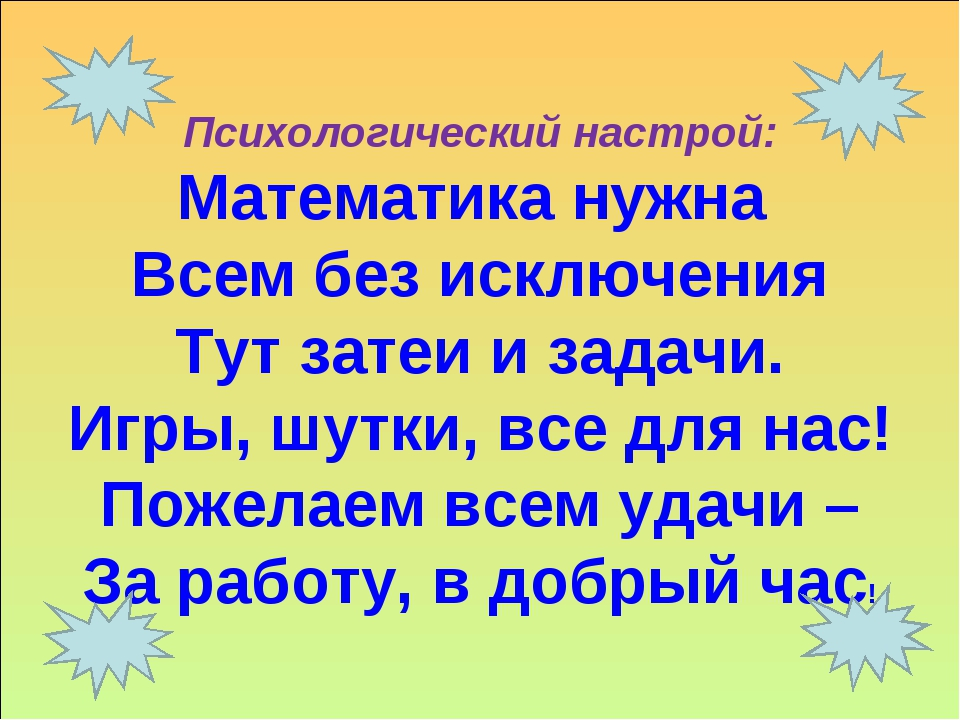 Психологический настрой:
Математика нужна
Всем без исключения
Тут затеи и задачи.
Игры, шутки, все для нас!
Пожелаем всем удачи –
За работу, в добрый час!